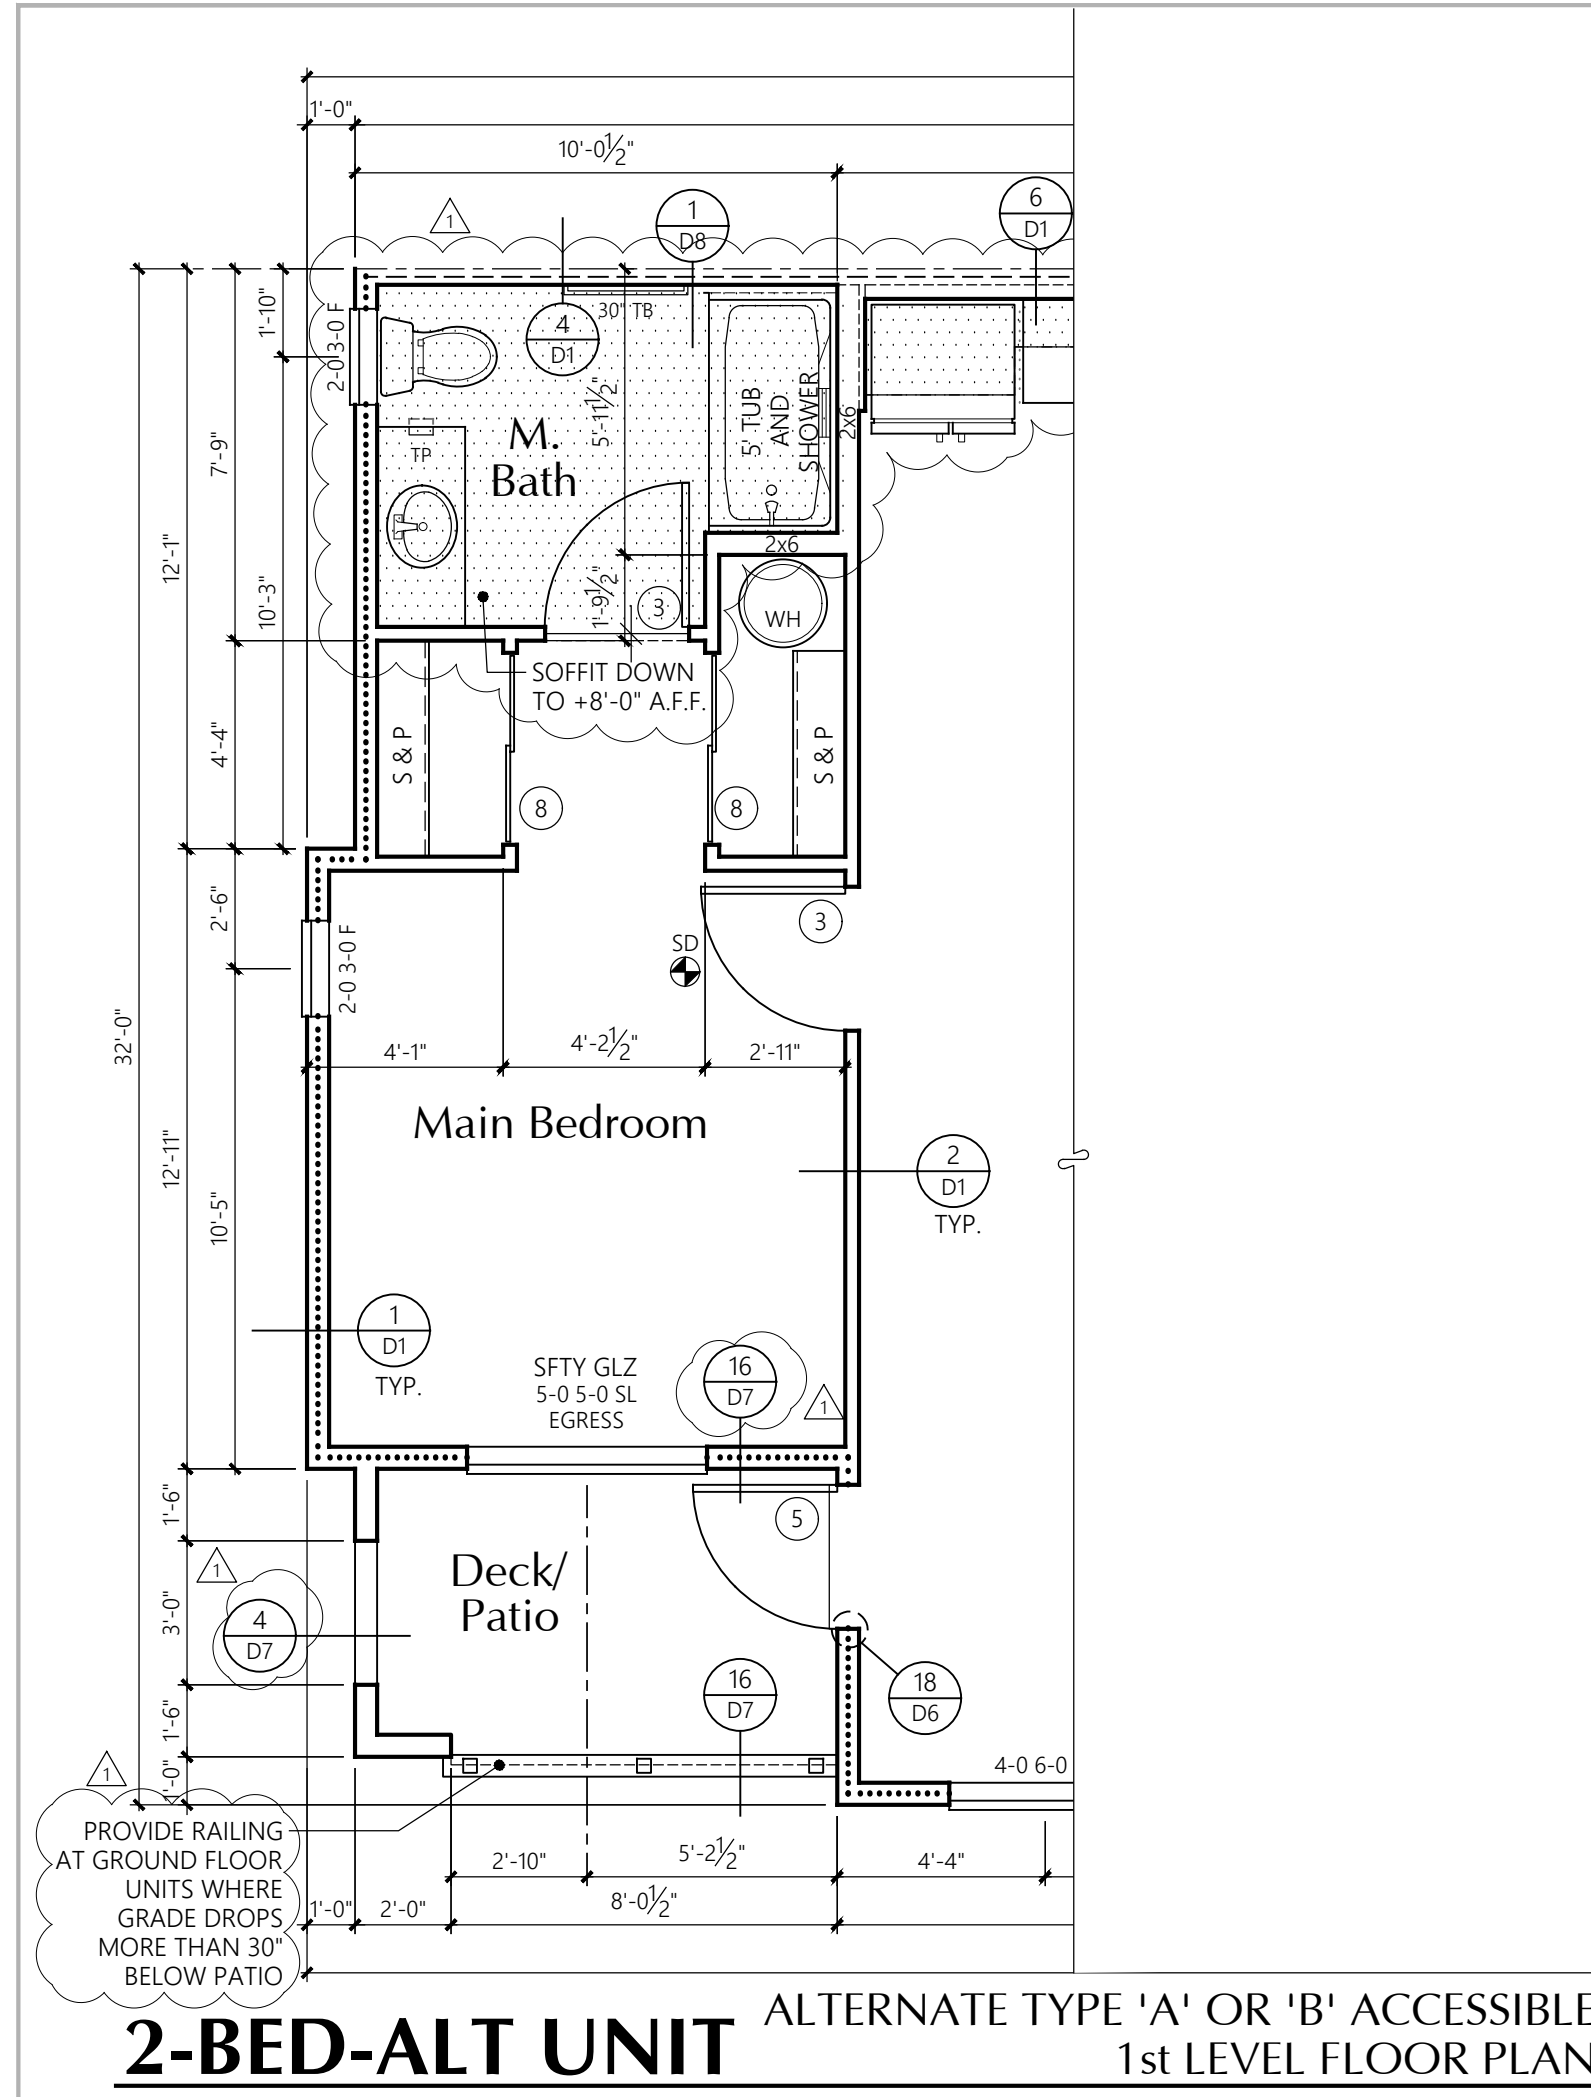 1'-0"
10'-0½"
1
1
D8
6
D1
1'-10"
2-0 3-0 F
4
D1
30" TB
5'-11½"
5' TUB
AND
SHOWER
2x6
M.
Bath
TP
7'-9"
12'-1"
10'-3"
2x6
1'-9½"
3
WH
SOFFIT DOWN
TO +8'-0" A.F.F.
4'-4"
S & P
S & P
8
8
2'-6"
2-0 3-0 F
3
SD
32'-0"
4'-1"
4'-2½"
2'-11"
Main Bedroom
12'-11"
10'-5"
2
D1
TYP.
1
D1
TYP.
SFTY GLZ
5-0 5-0 SL
EGRESS
16
D7
1
1'-6"
5
1
Deck/
Patio
3'-0"
4
D7
16
D7
18
D6
1'-6"
1
1'-0"
4-0 6-0
PROVIDE RAILING
AT GROUND FLOOR
UNITS WHERE
GRADE DROPS
MORE THAN 30"
BELOW PATIO
2'-10"
5'-2½"
4'-4"
1'-0"
2'-0"
8'-0½"
2-BED-ALT UNIT
ALTERNATE TYPE 'A' OR 'B' ACCESSIBLE
1st LEVEL FLOOR PLAN